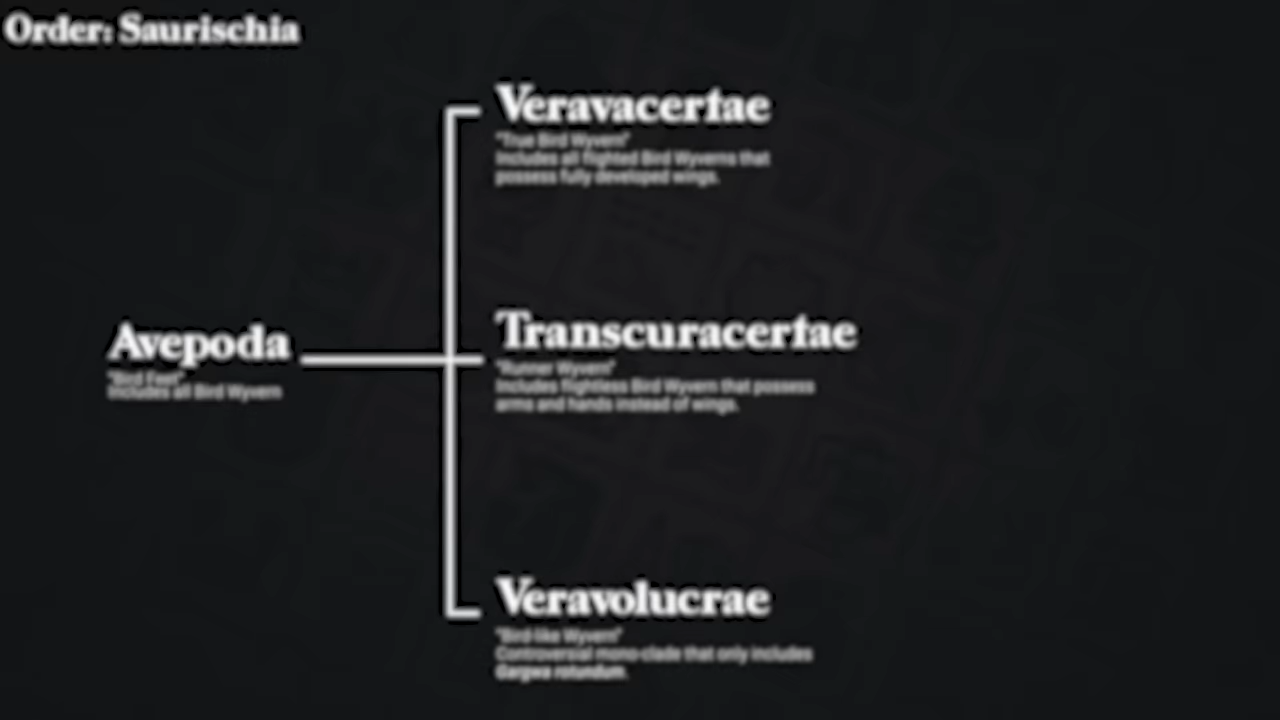 Order: Saurischia
Veravacertae
"True Bird Wyvern"
Includes all flighted Bird Wyverns that
possess fully developed wings.
Avepoda
"Bird Feet"
Includes all Bird Wyvern
Transcuracertae
"Runner Wyvern"
Includes flightless Bird Wyvern that possess
arms and hands instead of wings.
Veravolucrae
"Bird-like Wyvern"
Controversial mono-clade that only includes
Gargwa rotundum.